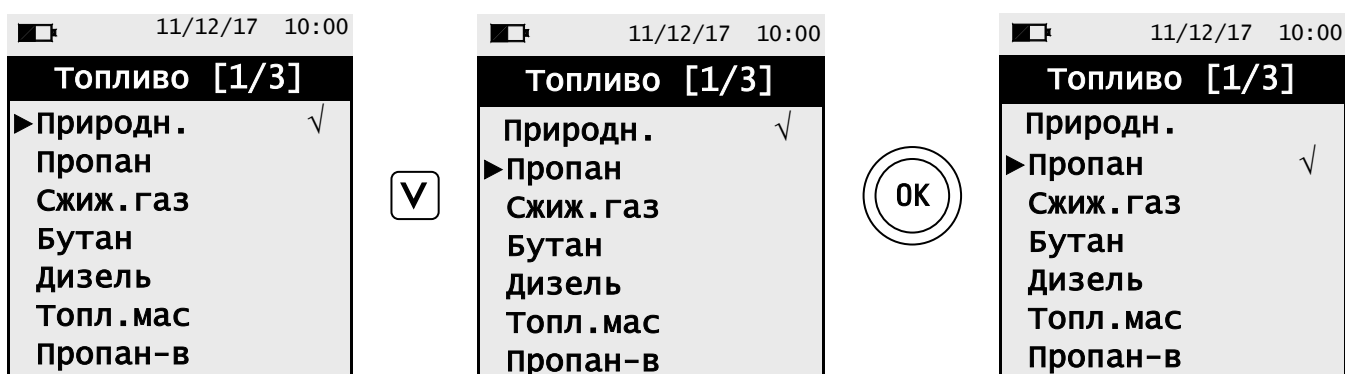 11/12/17 10:00
Топливо [1/3]
►Природн. √
Пропан
Сжиж.газ
Бутан
Дизель
Топл.мас
Пропан-в
V
11/12/17 10:00
Топливо [1/3]
Природн. √
►Пропан
Сжиж.газ
Бутан
Дизель
Топл.мас
Пропан-в
OK
11/12/17 10:00
Топливо [1/3]
Природн.
►Пропан √
Сжиж.газ
Бутан
Дизель
Топл.мас
Пропан-в